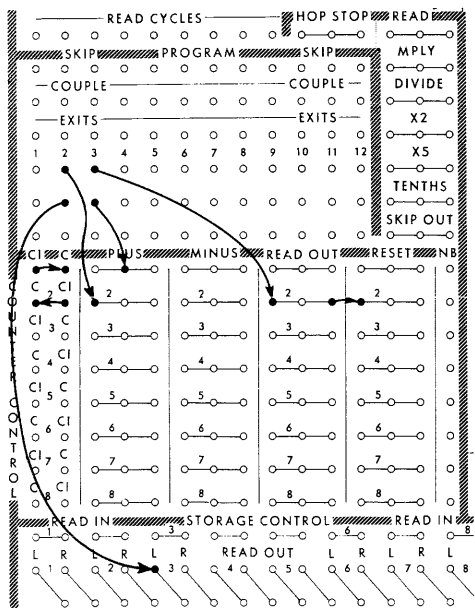 READ CYCLES HOP STOP READ
SKIP PROGRAM SKIP MPLY
COUPLE COUPLE DIVIDE
EXITS EXITS X2
1 2 3 4 5 6 7 8 9 10 11 12 X5
TENTHS
SKIP OUT
CI C PLUS MINUS READ OUT RESET NB
C 2 CI 2 2 2 2
CI 3 C 3 3 3 3
C 4 CI 4 4 4 4
CI 5 C 5 5 5 5
C 6 CI 6 6 6 6
CI 7 C 7 7 7 7
C 8 CI 8 8 8 8
COUNTER CONTROL
READ IN STORAGE CONTROL READ IN
1 3 6 8
L R L R L R READ OUT L R L R L
1 2 3 4 5 6 7 8